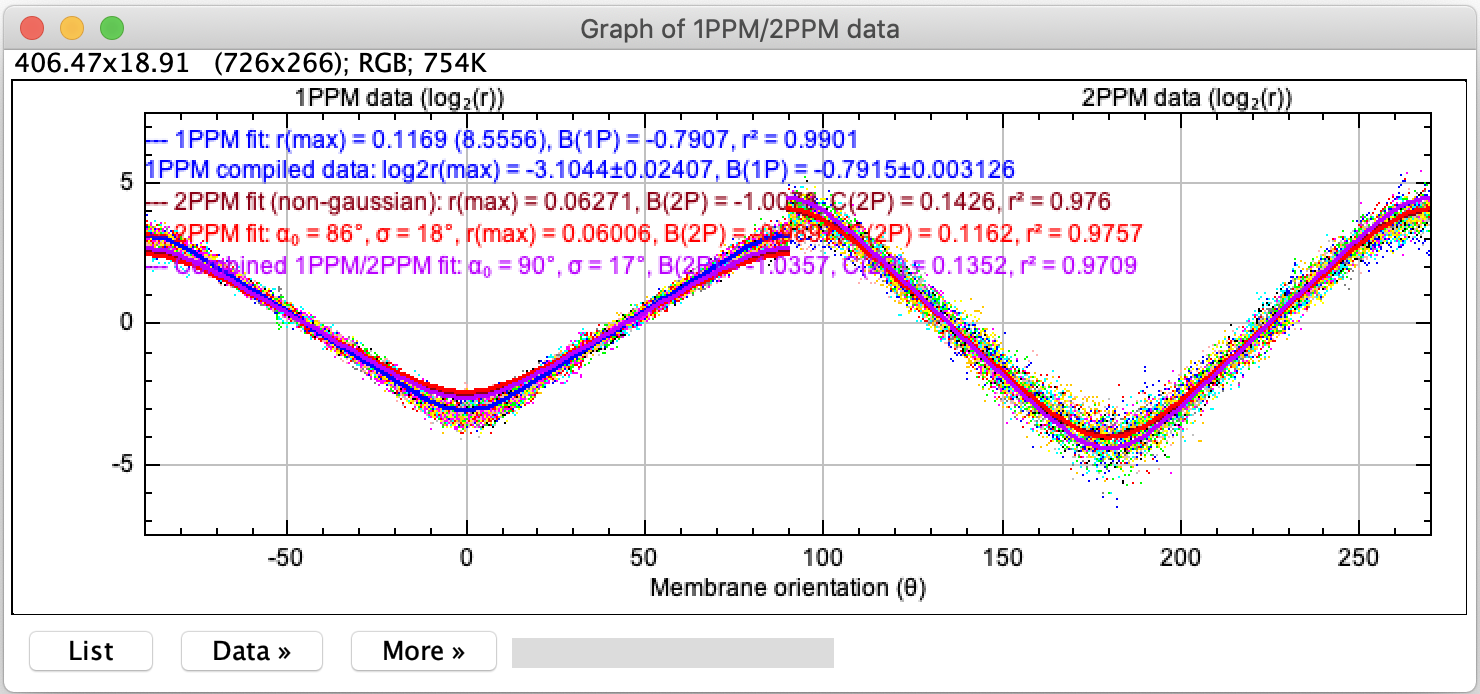 Graph of 1PPM/2PPM data
406.47x18.91 (726x266); RGB; 754K
1PPM data (log₂(r)) 2PPM data (log₂(r))
--- 1PPM fit: r(max) = 0.1169 (8.5556), B(1P) = -0.7907, r² = 0.9901
1PPM compiled data: log2r(max) = -3.1044±0.02407, B(1P) = -0.7915±0.003126
--- 2PPM fit (non-gaussian): r(max) = 0.06271, B(2P) = C(2P) = 0.1426, r² = 0.976
2PPM fit: α₀ = 86°, σ = 18°, r(max) = 0.06006, B(2P) = (2P) = 0.1162, r² = 0.9757
--- Combined 1PPM/2PPM fit: α₀ = 90°, σ = 17°, B(2P) = -1.0357, C(2P) = 0.1352, r² = 0.9709
5
0
-5
-50 0 50 100 150 200 250
Membrane orientation (θ)
List Data » More »